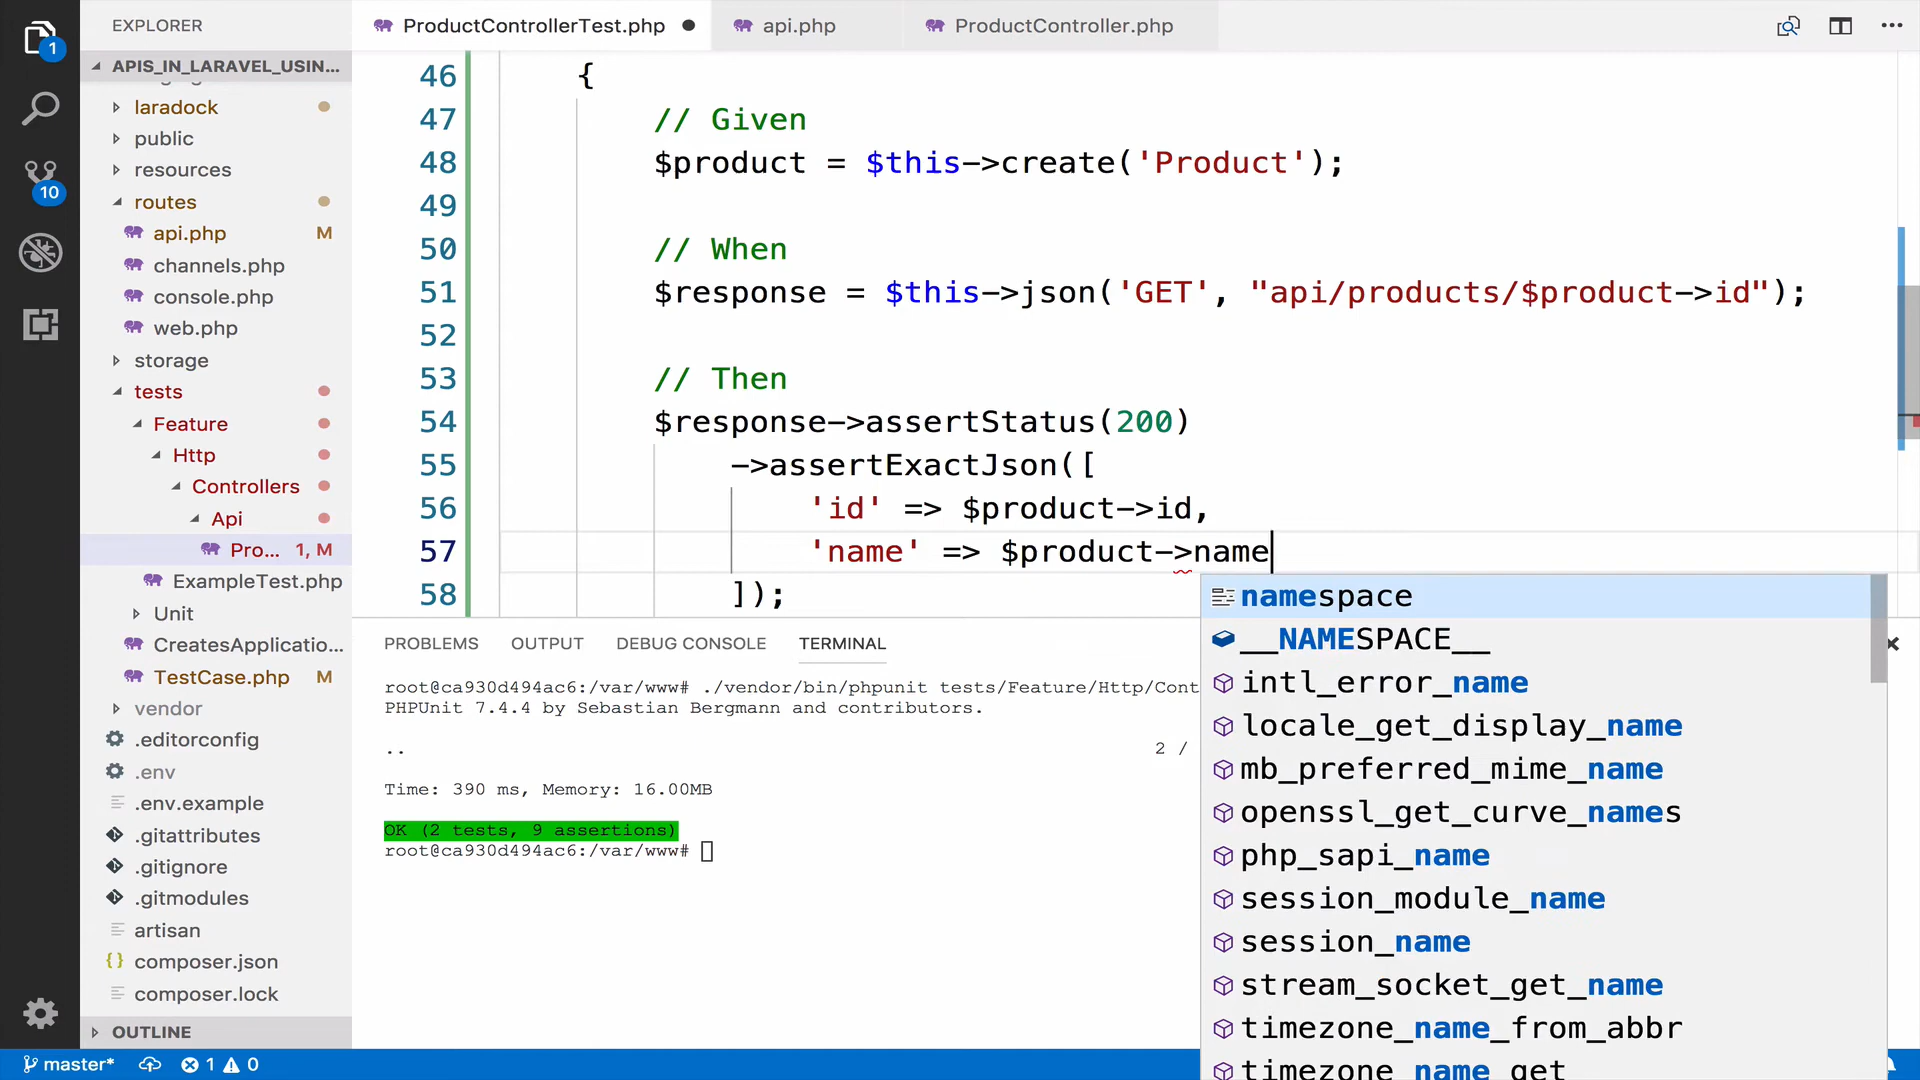 EXPLORER
ProductControllerTest.php
api.php
ProductController.php
1
APIS_IN_LARAVEL_USIN...
laradock
public
resources
10
routes
api.php M
channels.php
console.php
web.php
storage
tests
Feature
Http
Controllers
Api
Pro... 1, M
ExampleTest.php
Unit
CreatesApplicatio...
TestCase.php M
vendor
.editorconfig
.env
.env.example
.gitattributes
.gitignore
.gitmodules
artisan
composer.json
composer.lock
OUTLINE
46 {
47 // Given
48 $product = $this->create('Product');
49
50 // When
51 $response = $this->json('GET', "api/products/$product->id");
52
53 // Then
54 $response->assertStatus(200)
55 ->assertExactJson([
56 'id' => $product->id,
57 'name' => $product->name
58 ]);
namespace
__NAMESPACE__
intl_error_name
locale_get_display_name
mb_preferred_mime_name
openssl_get_curve_names
php_sapi_name
session_module_name
session_name
stream_socket_get_name
timezone_name_from_abbr
timezone_name_get
PROBLEMS OUTPUT DEBUG CONSOLE TERMINAL
root@ca930d494ac6:/var/www# ./vendor/bin/phpunit tests/Feature/Http/Cont
PHPUnit 7.4.4 by Sebastian Bergmann and contributors.
.. 2 /
Time: 390 ms, Memory: 16.00MB
OK (2 tests, 9 assertions)
root@ca930d494ac6:/var/www#
master* 1 0